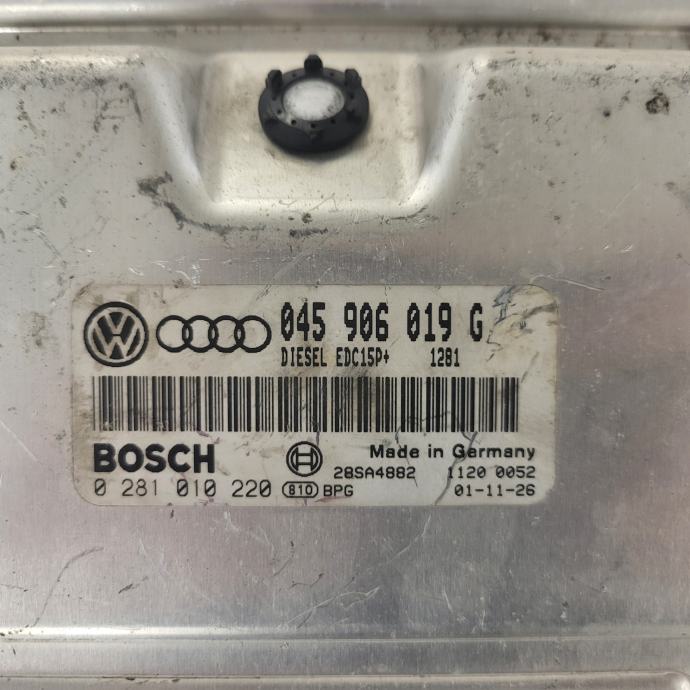 045 906 019 G
DIESEL EDC15P+ 1281
BOSCH Made in Germany
28SA4882 1120 0052
0 281 010 220 810 BPG 01-11-26